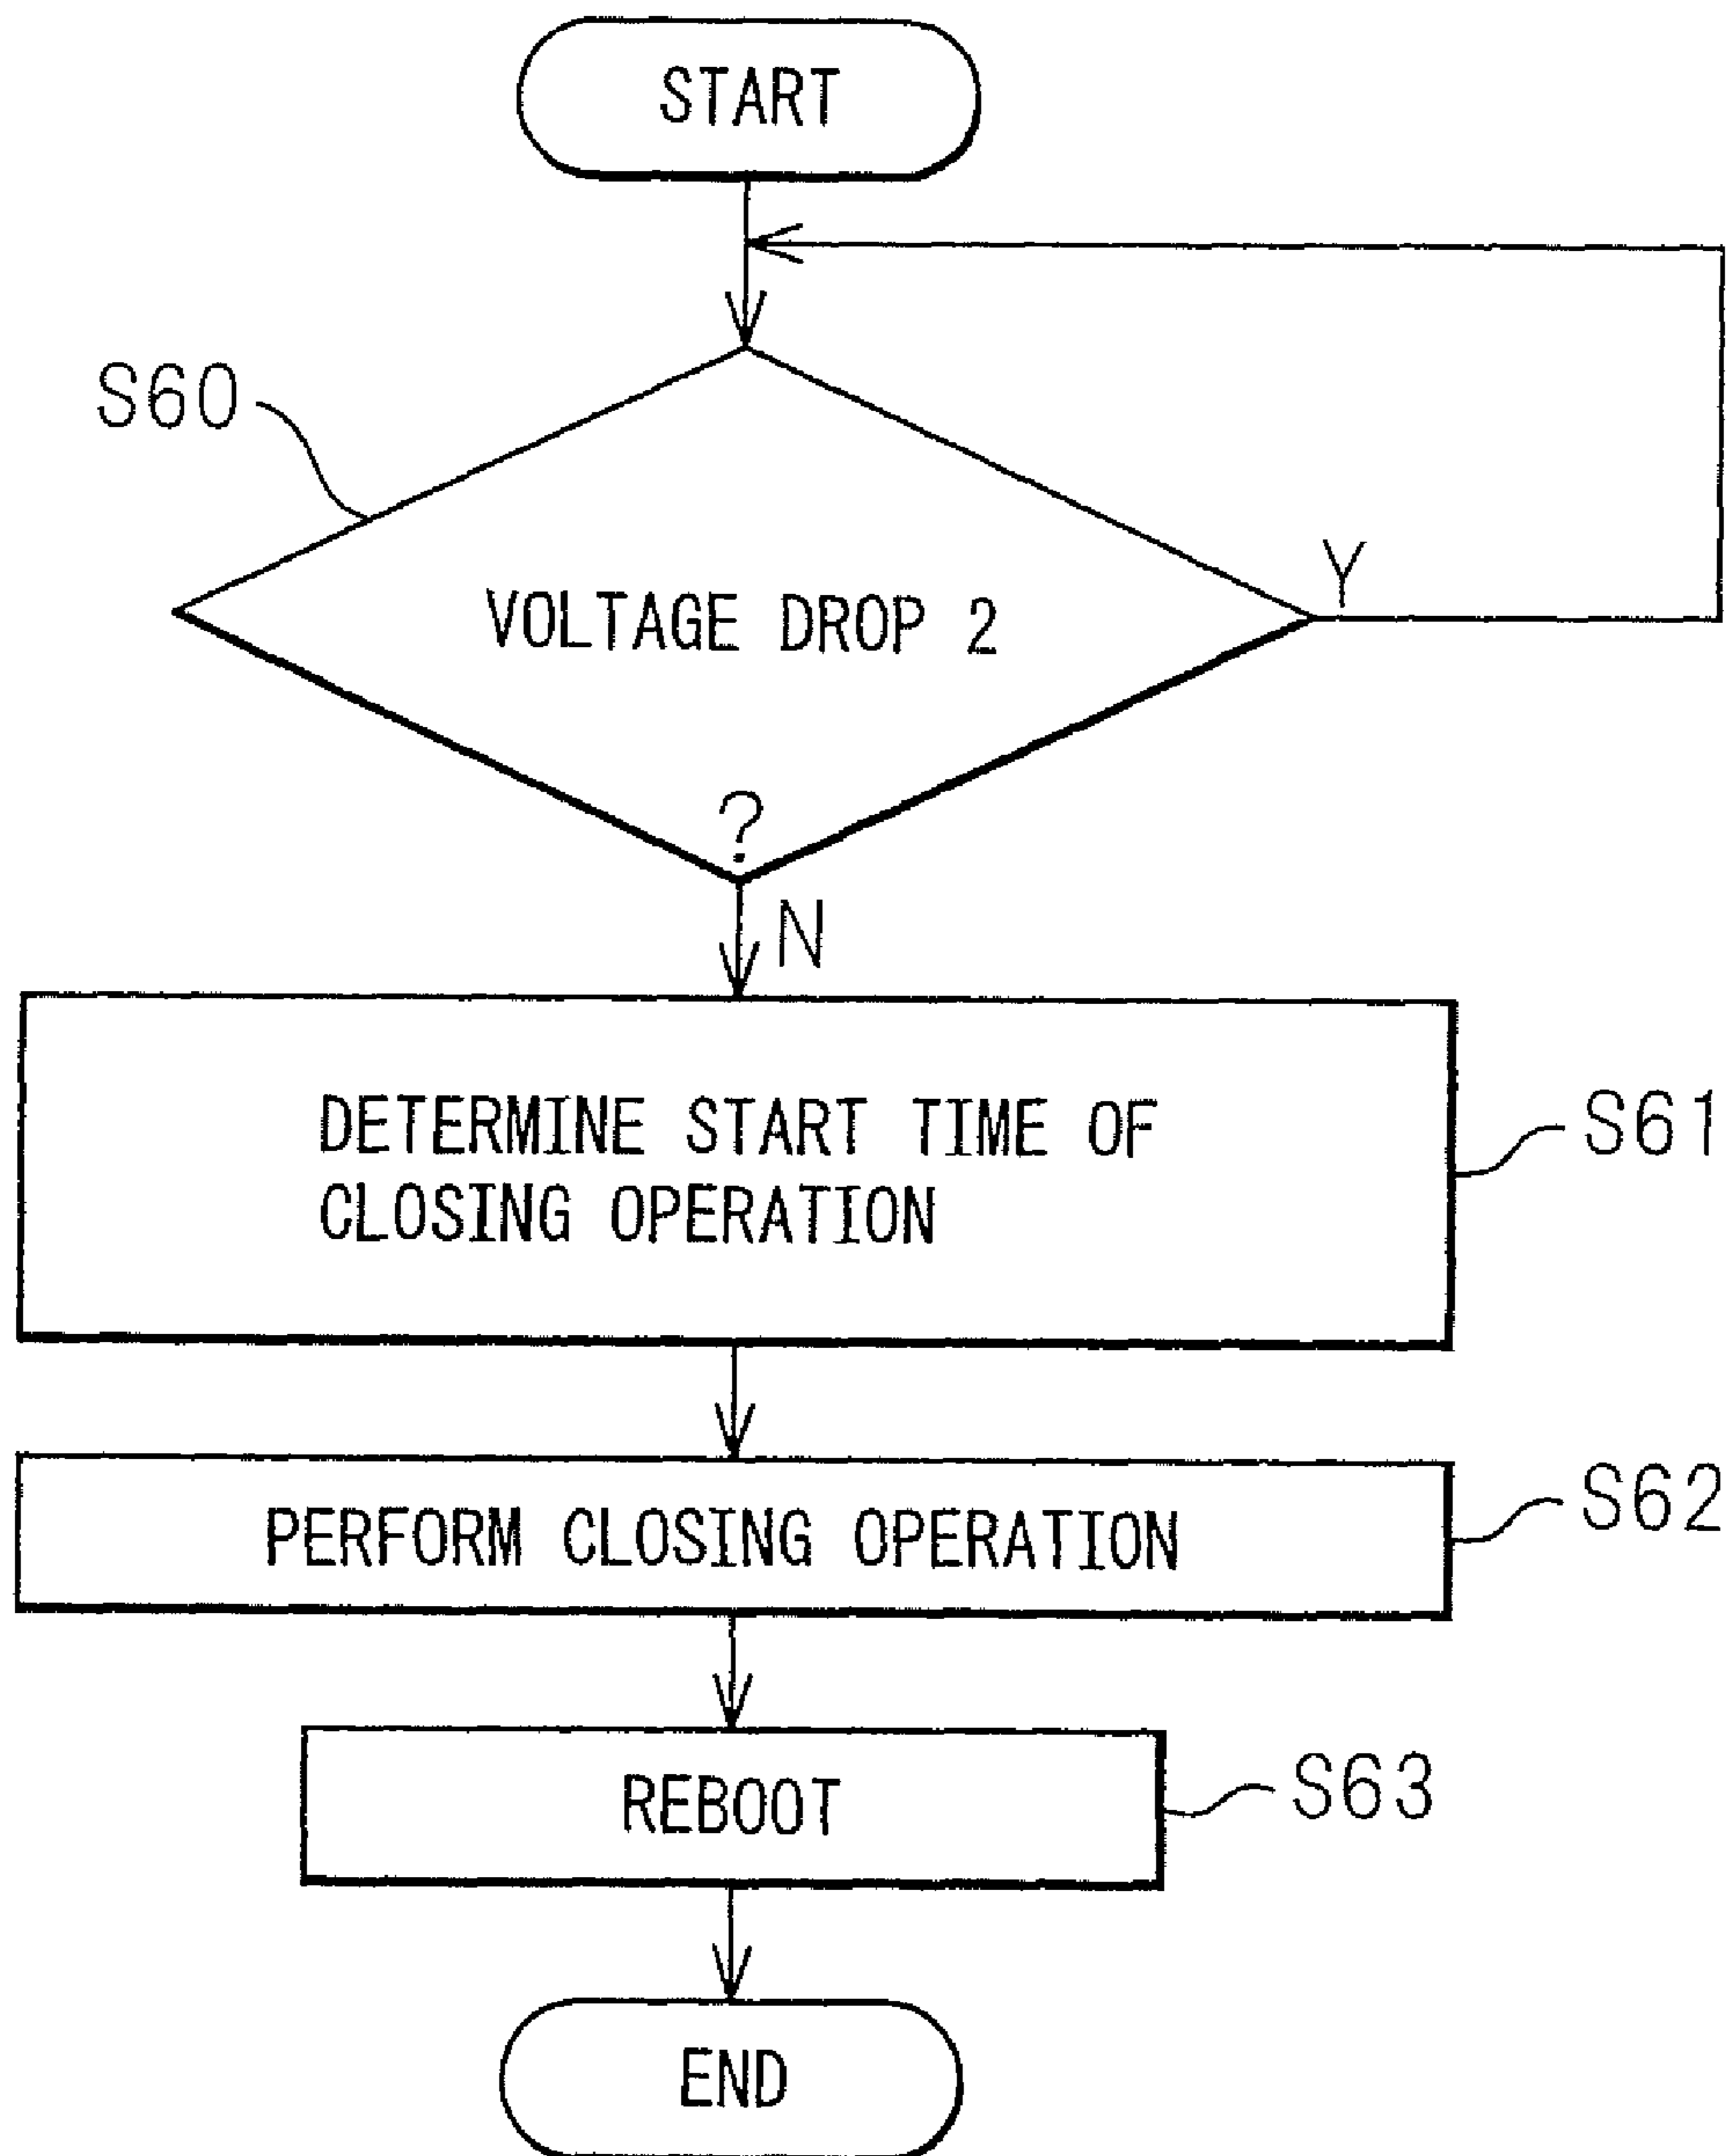 START
S60
VOLTAGE DROP 2
Y
?
N
DETERMINE START TIME OF
CLOSING OPERATION
S61
PERFORM CLOSING OPERATION
S62
REBOOT
S63
END